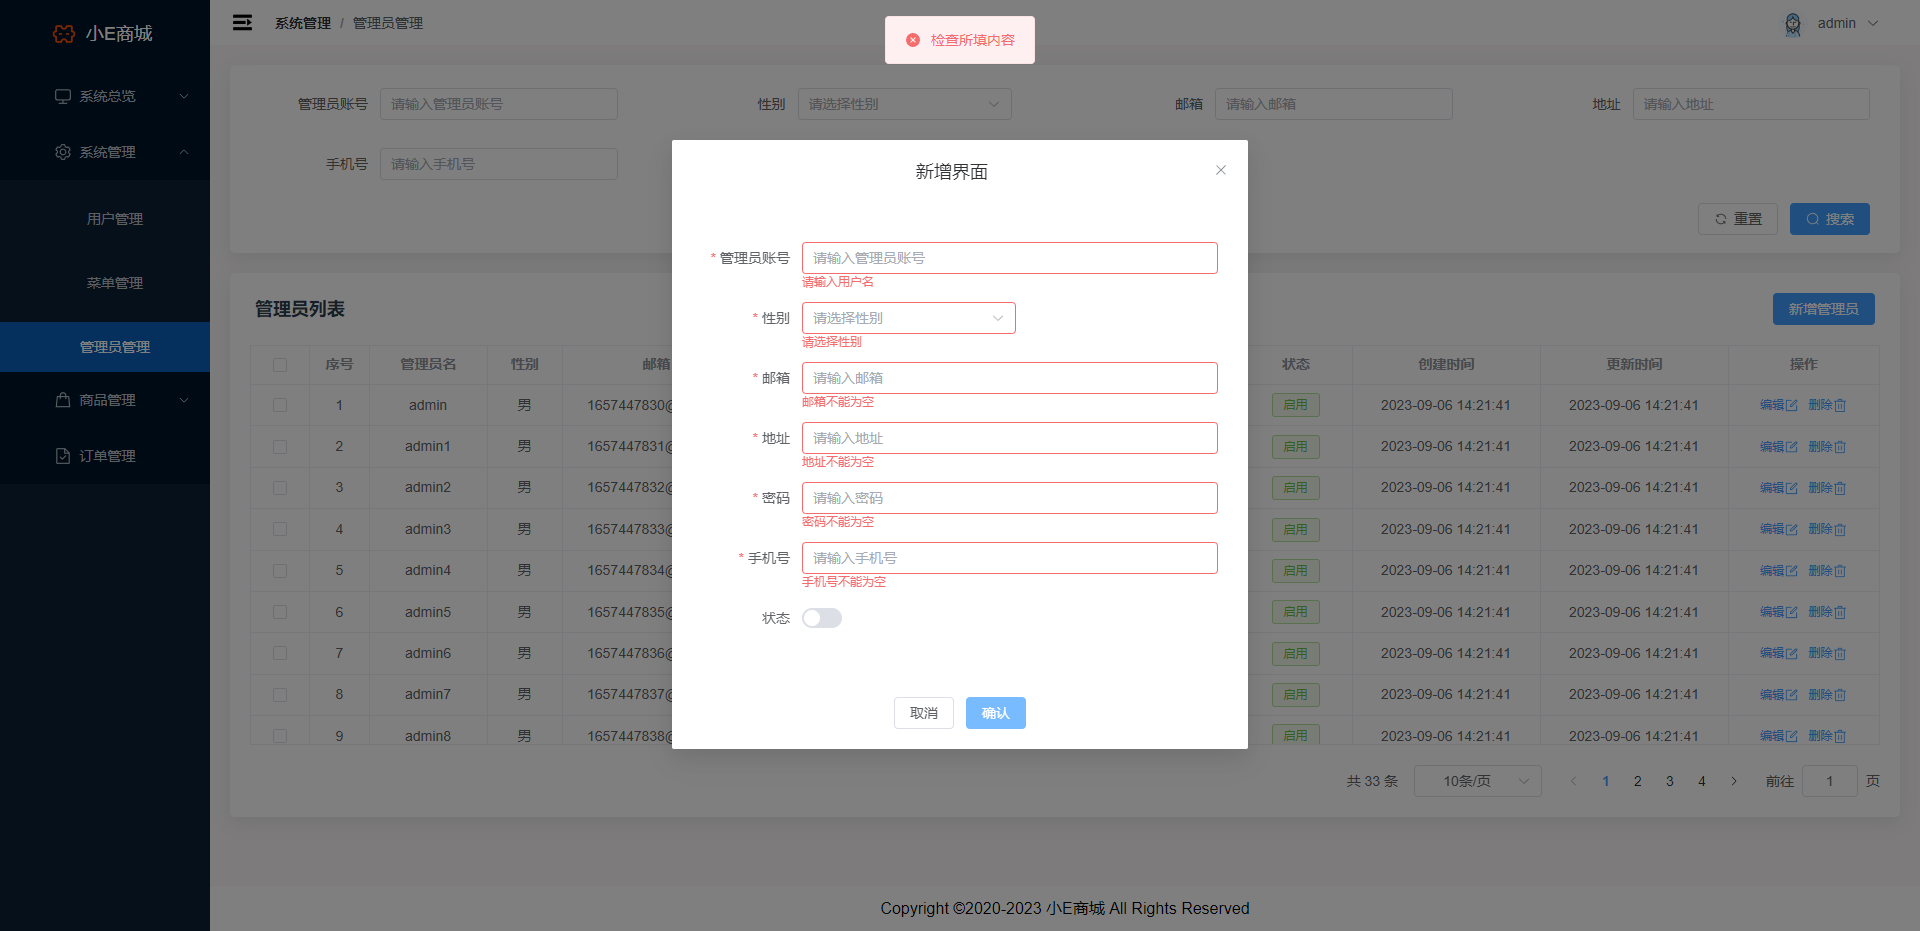 小E商城
系统总览
系统管理
用户管理
菜单管理
管理员管理
商品管理
订单管理
系统管理 / 管理员管理
admin
检查所填内容
管理员账号 请输入管理员账号 性别 请选择性别 邮箱 请输入邮箱 地址 请输入地址
手机号 请输入手机号
重置 搜索
管理员列表
新增管理员
序号 管理员名 性别 邮箱 状态 创建时间 更新时间 操作
1 admin 男 1657447830@ 启用 2023-09-06 14:21:41 2023-09-06 14:21:41 编辑 删除
2 admin1 男 1657447831@ 启用 2023-09-06 14:21:41 2023-09-06 14:21:41 编辑 删除
3 admin2 男 1657447832@ 启用 2023-09-06 14:21:41 2023-09-06 14:21:41 编辑 删除
4 admin3 男 1657447833@ 启用 2023-09-06 14:21:41 2023-09-06 14:21:41 编辑 删除
5 admin4 男 1657447834@ 启用 2023-09-06 14:21:41 2023-09-06 14:21:41 编辑 删除
6 admin5 男 1657447835@ 启用 2023-09-06 14:21:41 2023-09-06 14:21:41 编辑 删除
7 admin6 男 1657447836@ 启用 2023-09-06 14:21:41 2023-09-06 14:21:41 编辑 删除
8 admin7 男 1657447837@ 启用 2023-09-06 14:21:41 2023-09-06 14:21:41 编辑 删除
9 admin8 男 1657447838@ 启用 2023-09-06 14:21:41 2023-09-06 14:21:41 编辑 删除
共 33 条 10条/页 1 2 3 4 前往 1 页
新增界面
* 管理员账号 请输入管理员账号
请输入用户名
* 性别 请选择性别
请选择性别
* 邮箱 请输入邮箱
邮箱不能为空
* 地址 请输入地址
地址不能为空
* 密码 请输入密码
密码不能为空
* 手机号 请输入手机号
手机号不能为空
状态
取消 确认
Copyright ©2020-2023 小E商城 All Rights Reserved